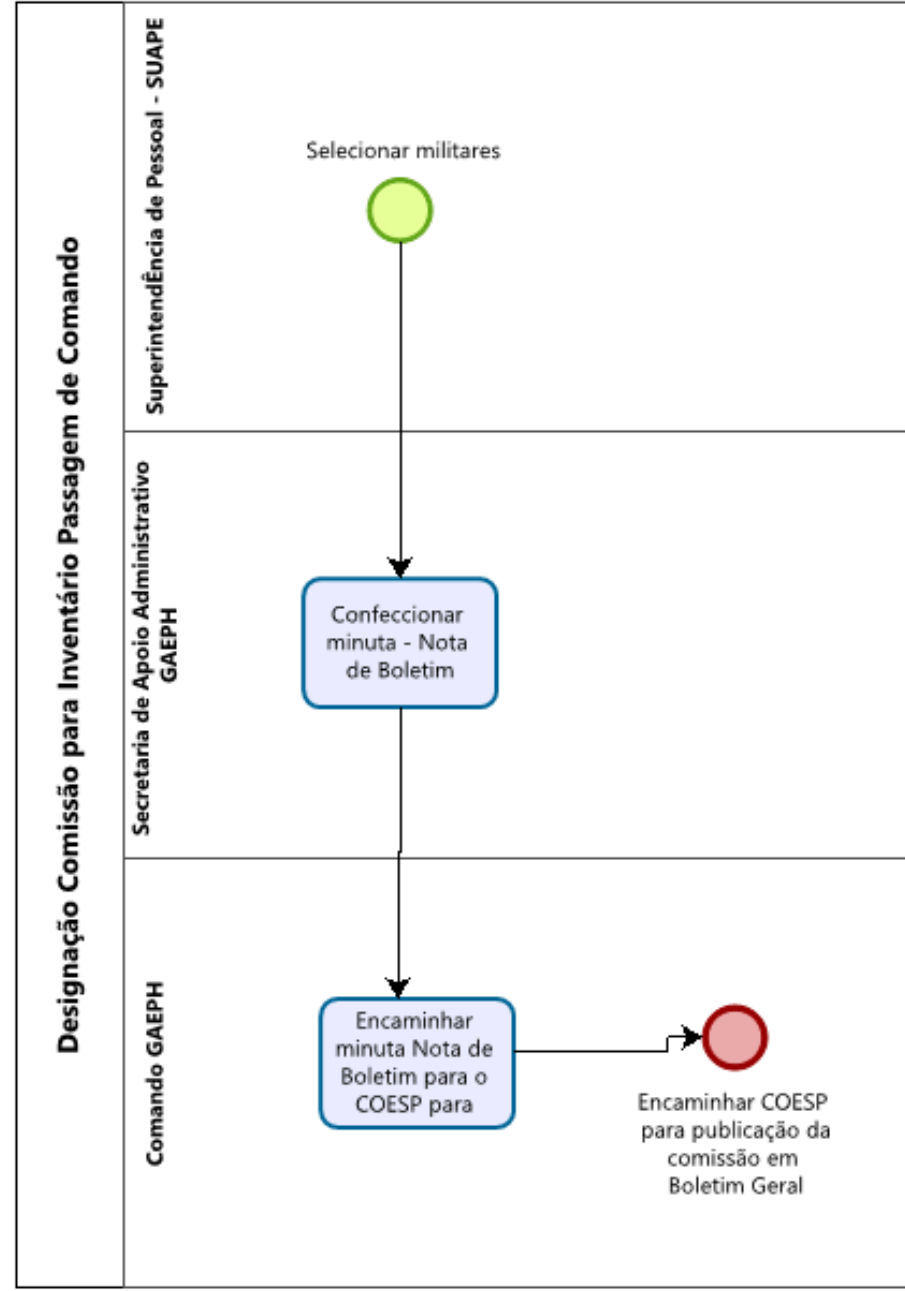 Designação Comissão para Inventário Passagem de Comando
SuperintendÊncia de Pessoal - SUAPE
Selecionar militares
Secretaria de Apoio Administrativo
GAEPH
Confeccionar
minuta - Nota
de Boletim
Comando GAEPH
Encaminhar
minuta Nota de
Boletim para o
COESP para
Encaminhar COESP
para publicação da
comissão em
Boletim Geral